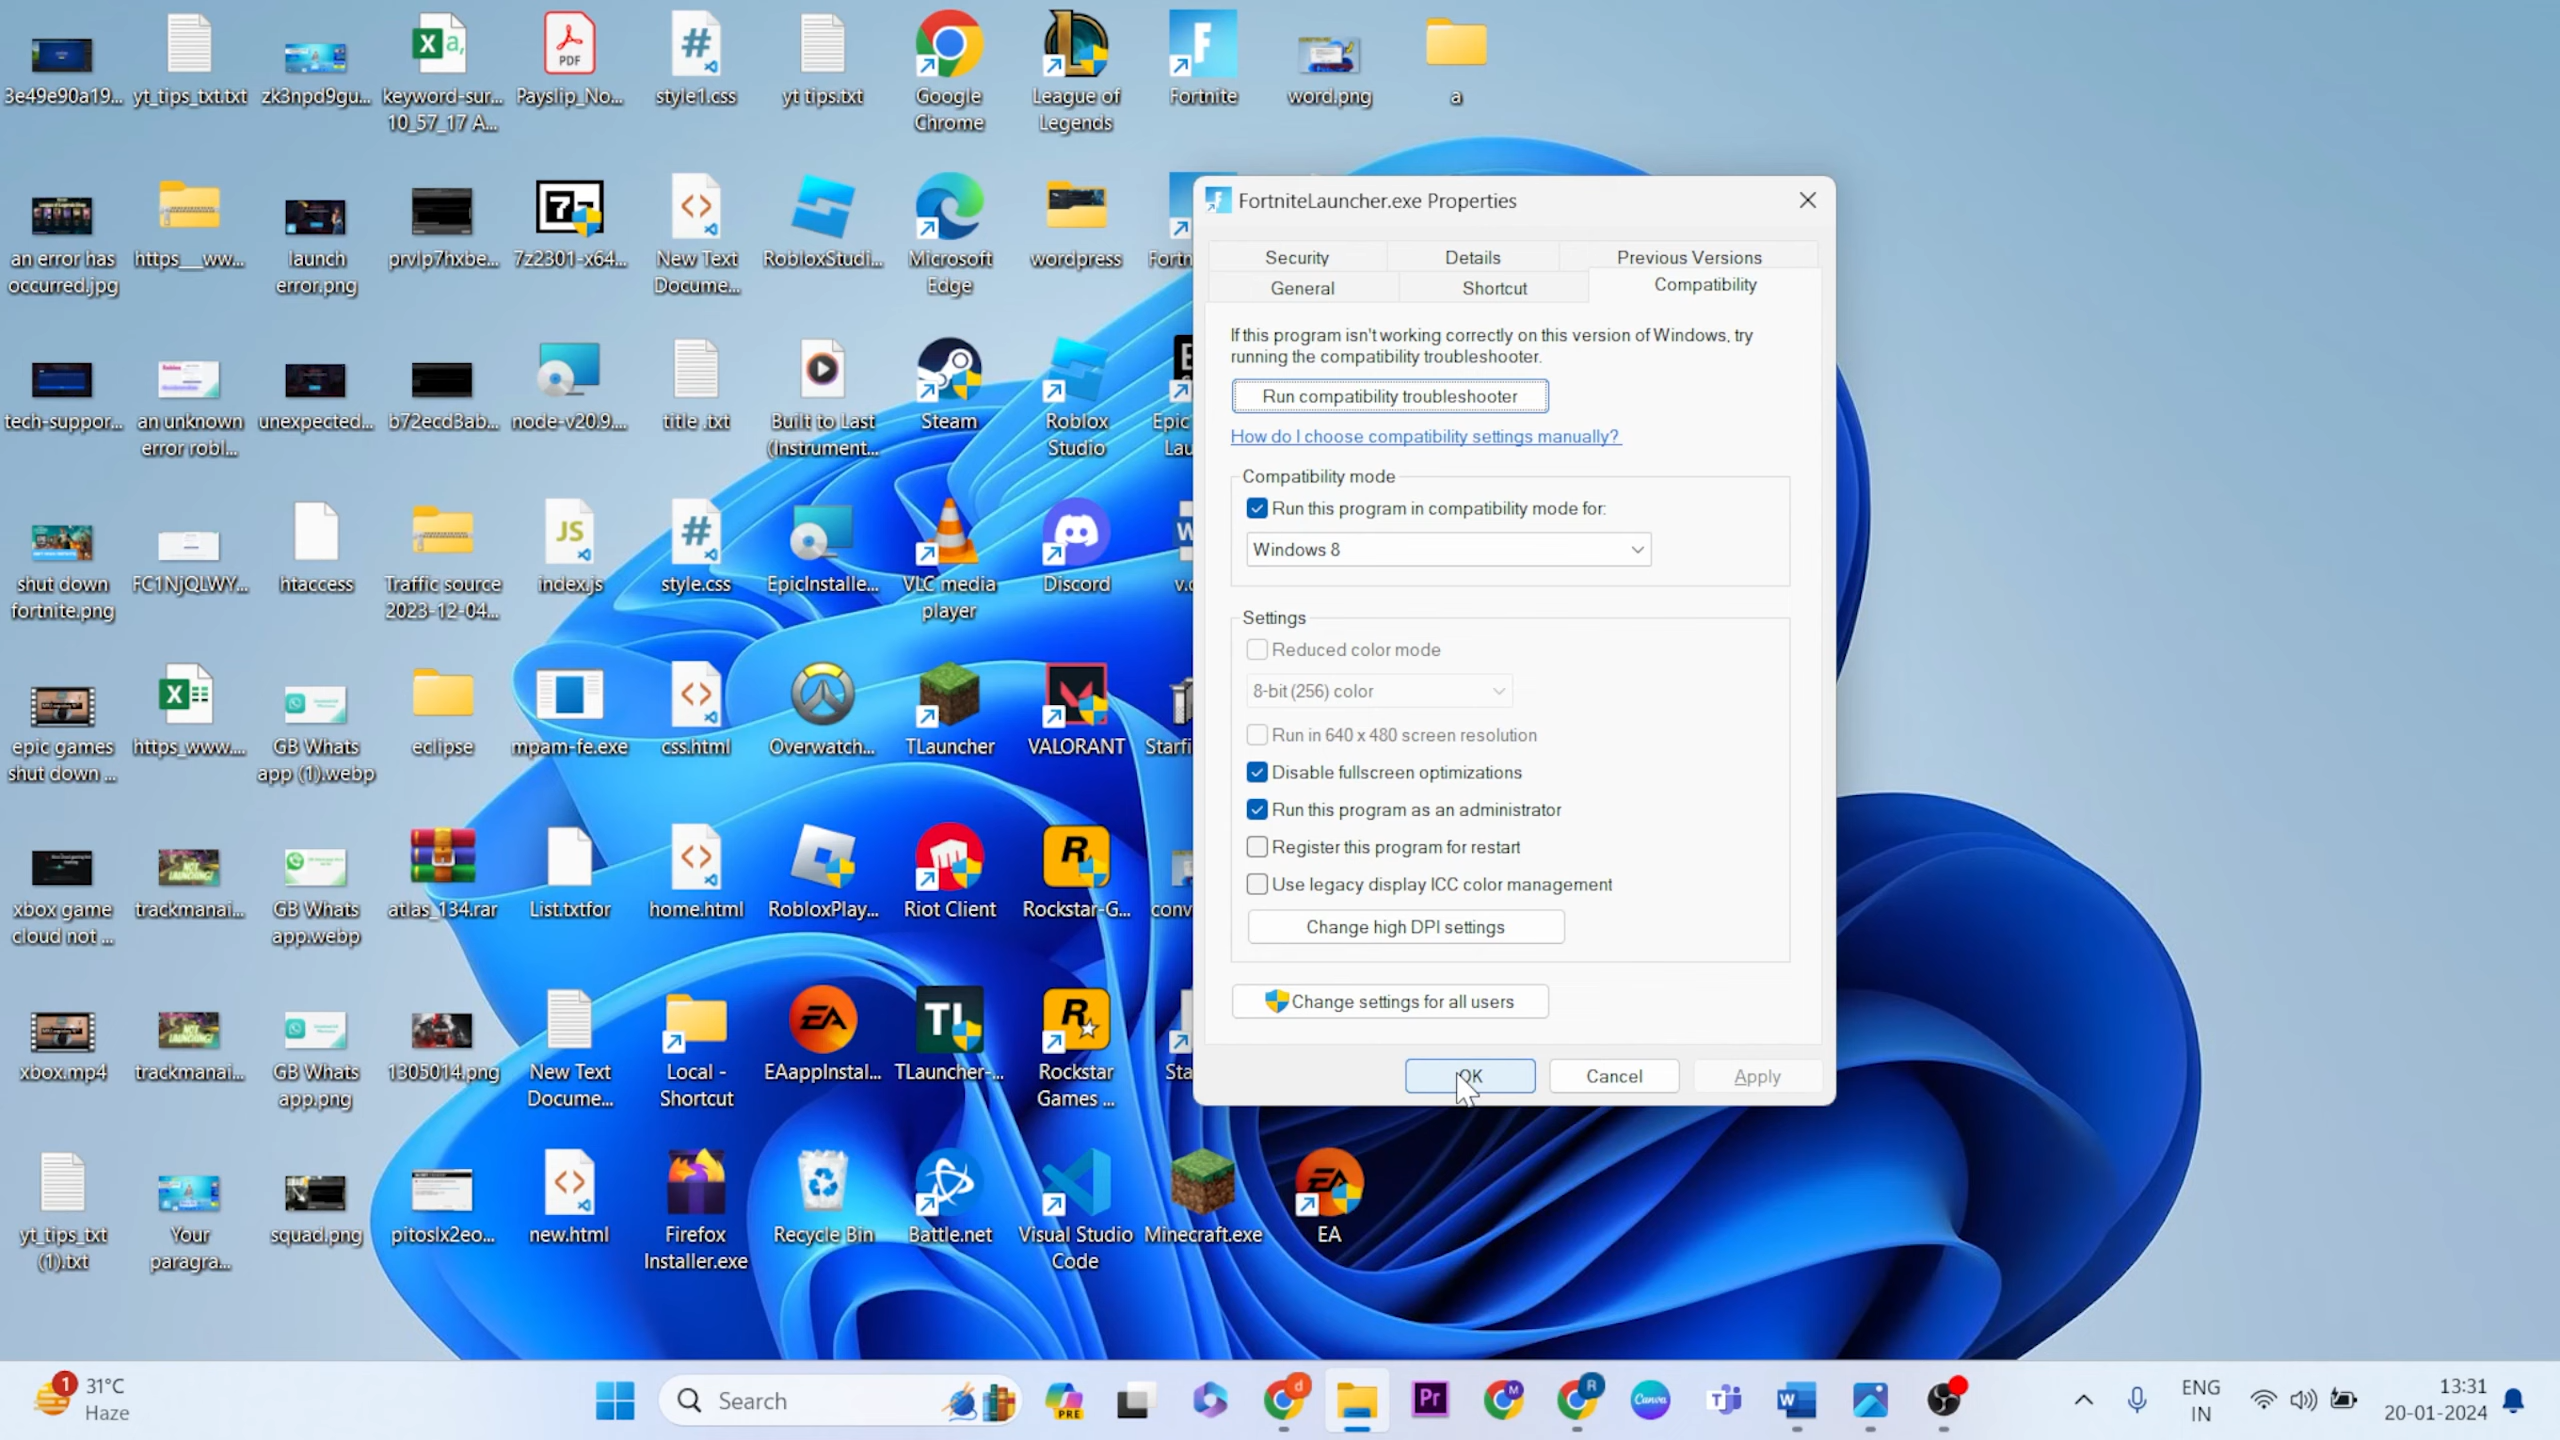 3e49e90a19...
yt_tips_txt.txt
zk3npd9gu...
keyword-sur...
10_57_17 A...
Payslip_No...
style1.css
yt tips.txt
Google
Chrome
League of
Legends
Fortnite
word.png
a
an error has
occurred.jpg
https___ww...
launch
error.png
prvlp7hxbe...
7z2301-x64...
New Text
Docume...
RobloxStudi...
Microsoft
Edge
wordpress
tech-suppor...
an unknown
error robl...
unexpected...
b72ecd3ab...
node-v20.9....
title .txt
Built to Last
(Instrument...
Steam
Roblox
Studio
Epic
Lau
shut down
fortnite.png
FC1NjQLWY...
htaccess
Traffic source
2023-12-04...
index.js
style.css
EpicInstalle...
VLC media
player
Discord
epic games
shut down ...
https_www....
GB Whats
app (1).webp
eclipse
mpam-fe.exe
css.html
Overwatch...
TLauncher
VALORANT
Starfi
xbox game
cloud not ...
trackmanai...
GB Whats
app.webp
atlas_134.rar
List.txtfor
home.html
RobloxPlay...
Riot Client
Rockstar-G...
conv
xbox.mp4
trackmanai...
GB Whats
app.png
1305014.png
New Text
Docume...
Local -
Shortcut
EAappInstal...
TLauncher-...
Rockstar
Games ...
Sta
yt_tips_txt
(1).txt
Your
paragra...
squad.png
pitoslx2eo...
new.html
Firefox
Installer.exe
Recycle Bin
Battle.net
Visual Studio
Code
Minecraft.exe
EA
FortniteLauncher.exe Properties
Security
Details
Previous Versions
General
Shortcut
Compatibility
If this program isn't working correctly on this version of Windows, try
running the compatibility troubleshooter.
Run compatibility troubleshooter
How do I choose compatibility settings manually?
Compatibility mode
Run this program in compatibility mode for:
Windows 8
Settings
Reduced color mode
8-bit (256) color
Run in 640 x 480 screen resolution
Disable fullscreen optimizations
Run this program as an administrator
Register this program for restart
Use legacy display ICC color management
Change high DPI settings
Change settings for all users
OK
Cancel
Apply
1
31°C
Haze
Search
PRE
d
Pr
M
R
Canva
ENG
IN
13:31
20-01-2024